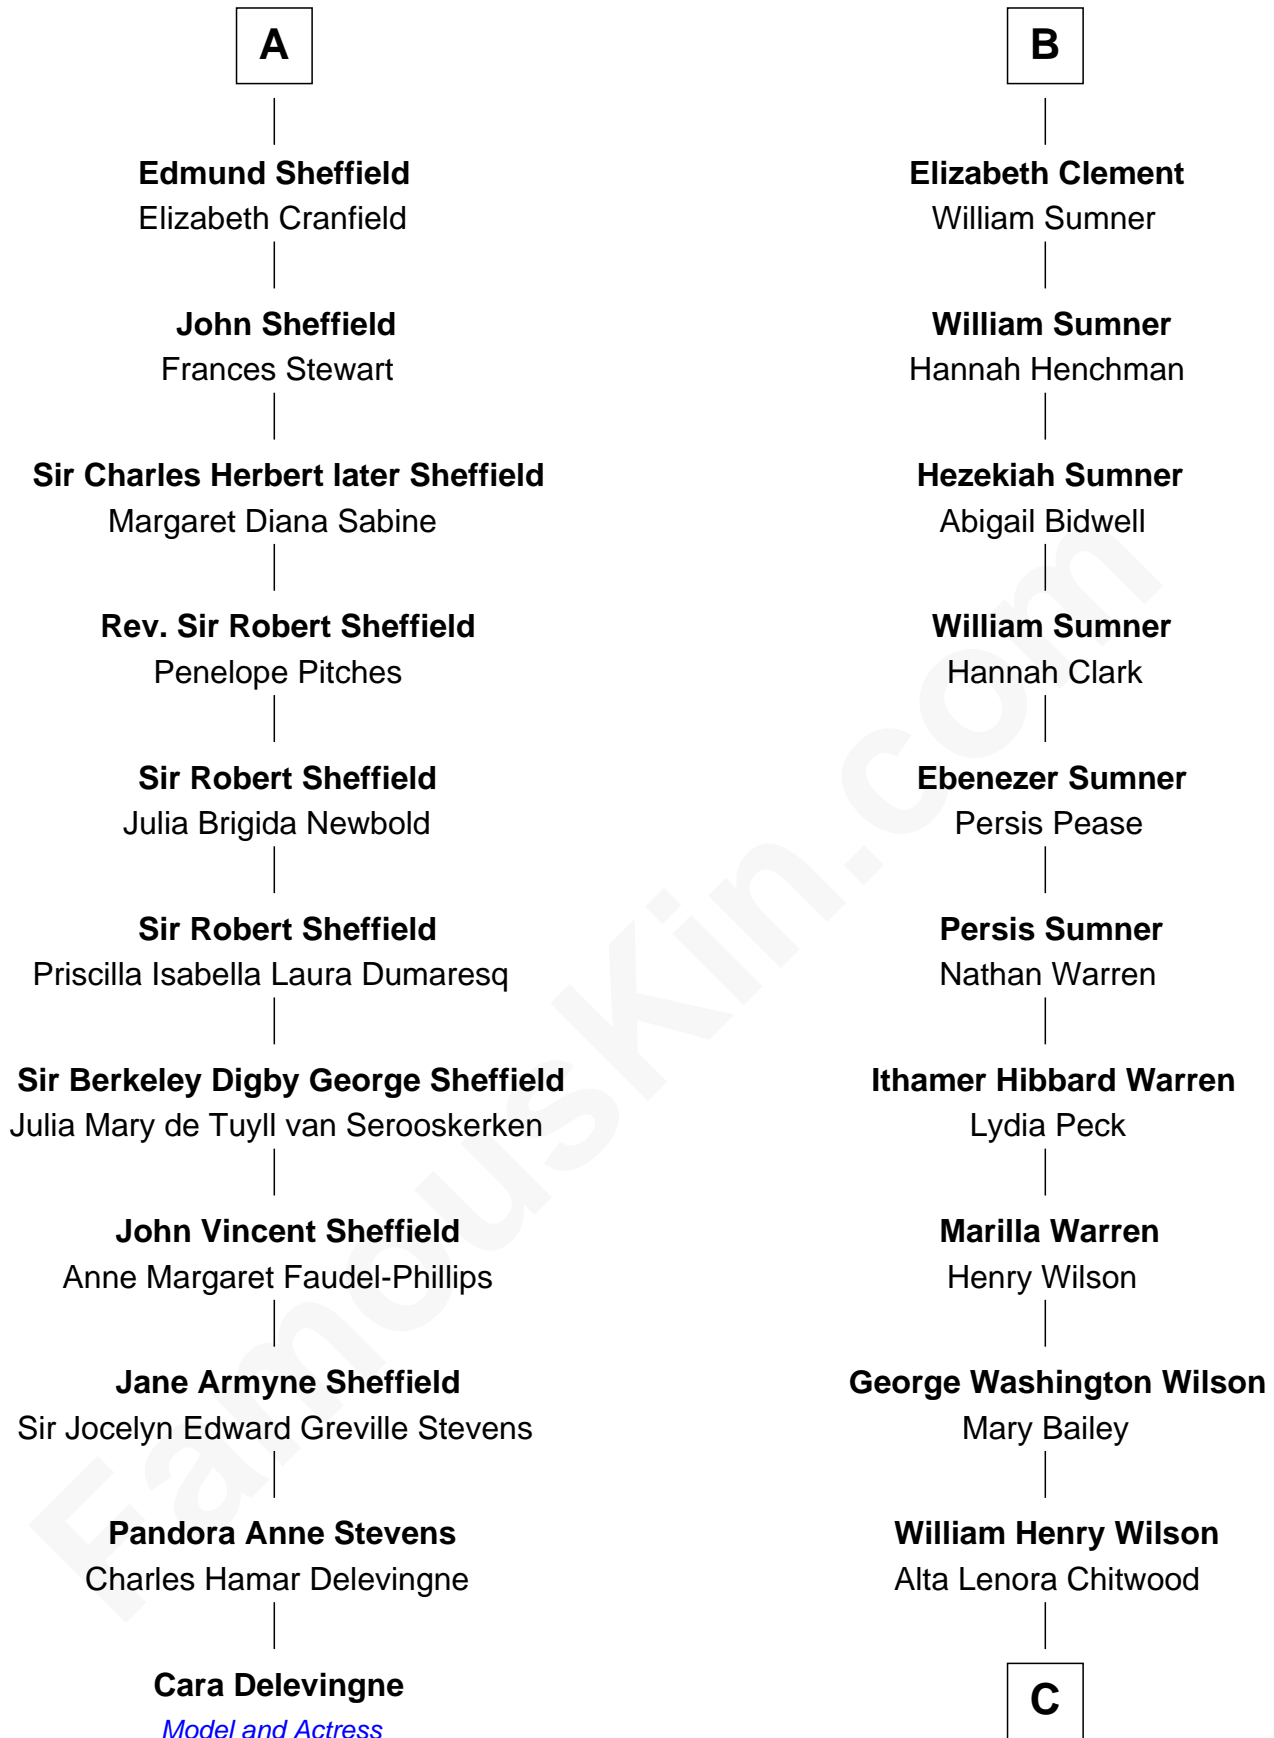 A
Edmund Sheffield
Elizabeth Cranfield
John Sheffield
Frances Stewart
Sir Charles Herbert later Sheffield
Margaret Diana Sabine
Rev. Sir Robert Sheffield
Penelope Pitches
Sir Robert Sheffield
Julia Brigida Newbold
Sir Robert Sheffield
Priscilla Isabella Laura Dumaresq
Sir Berkeley Digby George Sheffield
Julia Mary de Tuyll van Serooskerken
John Vincent Sheffield
Anne Margaret Faudel-Phillips
Jane Armyne Sheffield
Sir Jocelyn Edward Greville Stevens
Pandora Anne Stevens
Charles Hamar Delevingne
Cara Delevingne
Model and Actress
B
Elizabeth Clement
William Sumner
William Sumner
Hannah Henchman
Hezekiah Sumner
Abigail Bidwell
William Sumner
Hannah Clark
Ebenezer Sumner
Persis Pease
Persis Sumner
Nathan Warren
Ithamer Hibbard Warren
Lydia Peck
Marilla Warren
Henry Wilson
George Washington Wilson
Mary Bailey
William Henry Wilson
Alta Lenora Chitwood
C
FamousKin.com